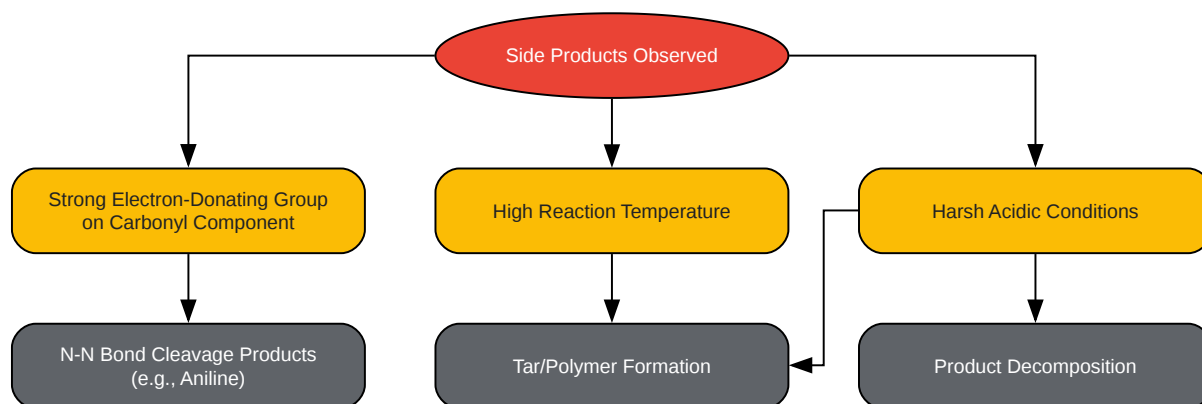 Side Products Observed
Strong Electron-Donating Group
on Carbonyl Component
High Reaction Temperature
Harsh Acidic Conditions
N-N Bond Cleavage Products
(e.g., Aniline)
Tar/Polymer Formation
Product Decomposition